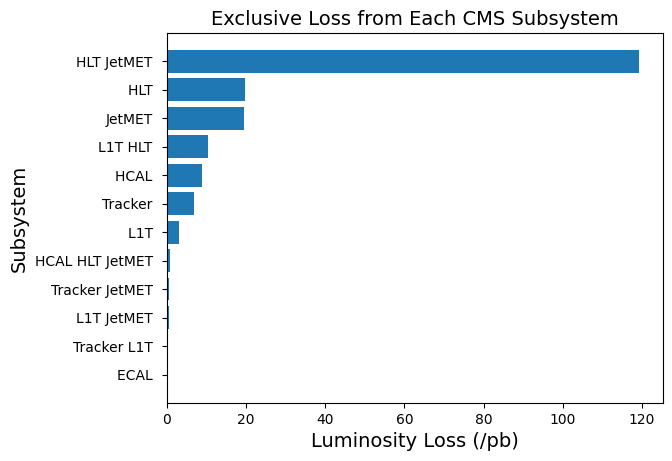 Exclusive Loss from Each CMS Subsystem
Subsystem
HLT JetMET
HLT
JetMET
L1T HLT
HCAL
Tracker
L1T
HCAL HLT JetMET
Tracker JetMET
L1T JetMET
Tracker L1T
ECAL
0 20 40 60 80 100 120
Luminosity Loss (/pb)